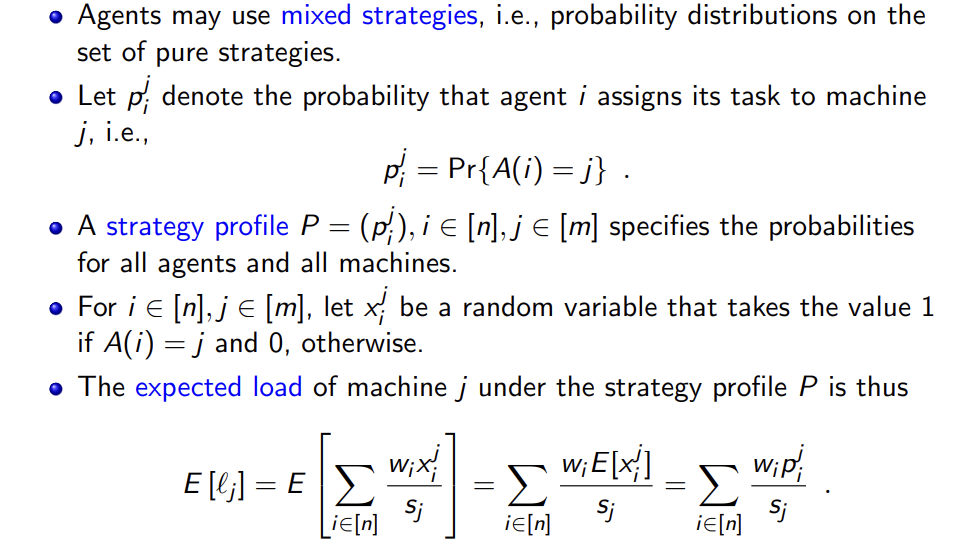 • Agents may use mixed strategies, i.e., probability distributions on the
set of pure strategies.
• Let $p_i^j$ denote the probability that agent $i$ assigns its task to machine
$j$, i.e.,
$p_i^j = \Pr\{A(i) = j\}$ .
• A strategy profile $P = (p_i^j), i \in [n], j \in [m]$ specifies the probabilities
for all agents and all machines.
• For $i \in [n], j \in [m]$, let $x_i^j$ be a random variable that takes the value 1
if $A(i) = j$ and 0, otherwise.
• The expected load of machine $j$ under the strategy profile $P$ is thus
$E[\ell_j] = E\left[\sum_{i \in [n]} \frac{w_i x_i^j}{s_j}\right] = \sum_{i \in [n]} \frac{w_i E[x_i^j]}{s_j} = \sum_{i \in [n]} \frac{w_i p_i^j}{s_j}$ .